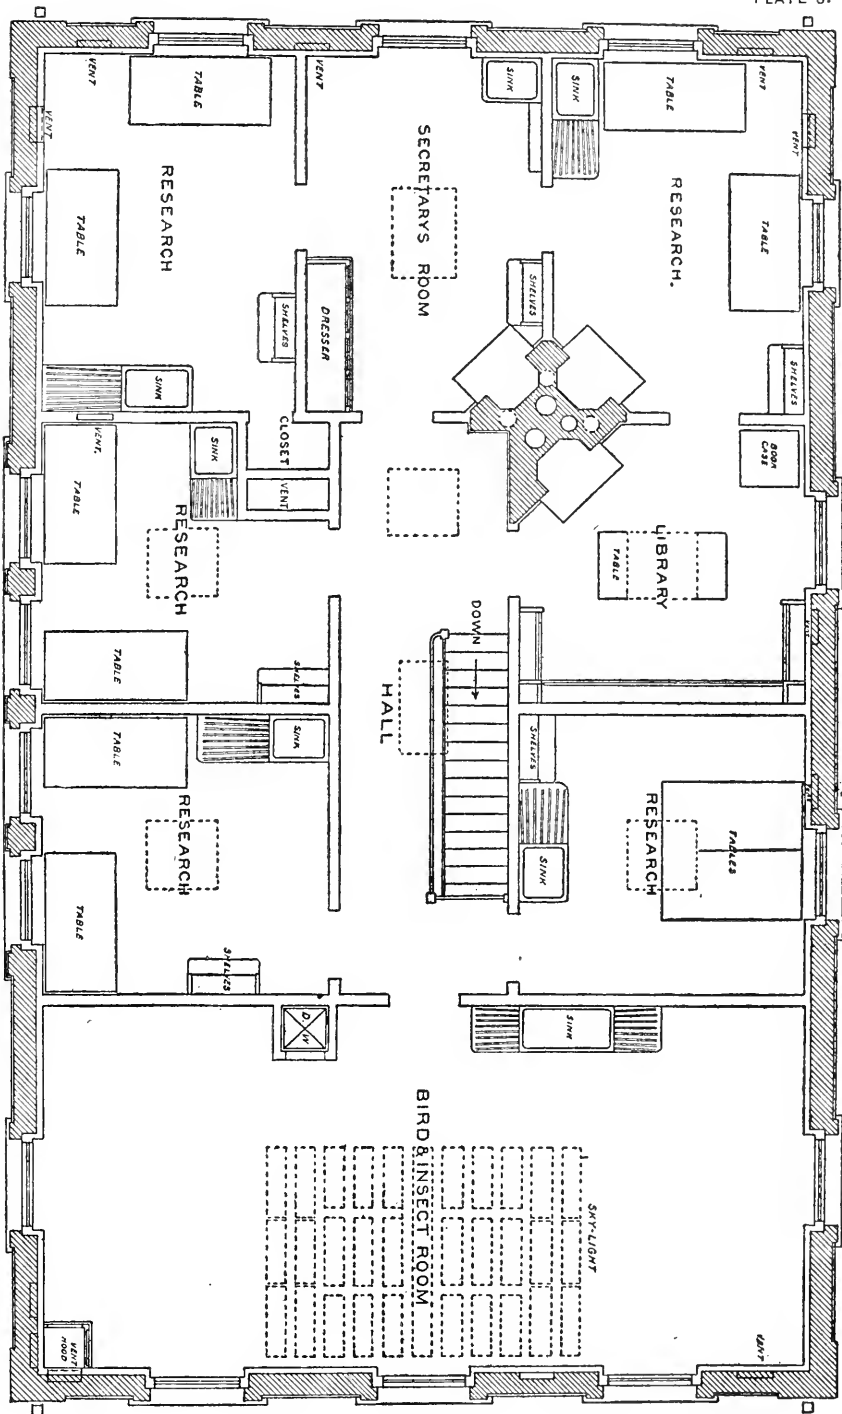 PLATE 8.
VENT
TABLE
VENT
SINK
SINK
TABLE
VENT
VENT
VENT
SECRETARYS ROOM
RESEARCH
TABLE
RESEARCH.
TABLE
SHELVES
DRESSER
SHELVES
SHELVES
SINK
CLOSET
VENT.
SINK
TABLE
VENT
BOOK
CASE
RESEARCH
LIBRARY
TABLE
DOWN
TABLE
SHELVES
HALL
TABLE
SINK
SHELVES
RESEARCH
RESEARCH
TABLES
SINK
TABLE
SHELVES
D W
SINK
BIRD & INSECT ROOM
SKY-LIGHT
VENT
HOOD
VENT